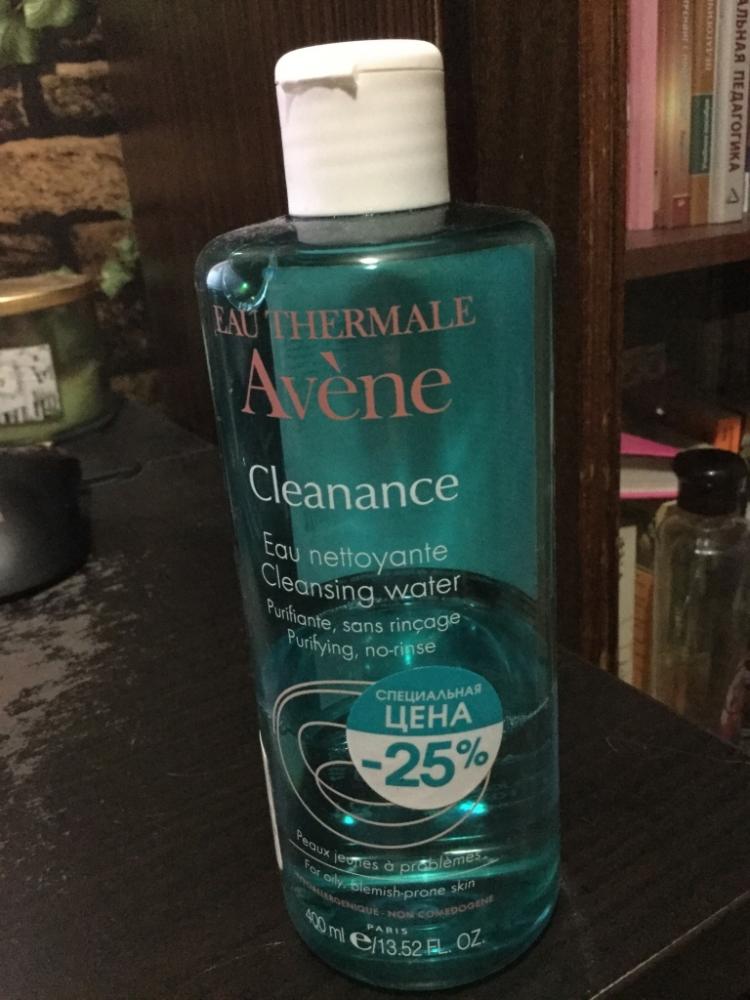 EAU THERMALE
Avène
Cleanance
Eau nettoyante
Cleansing water
Purifiante, sans rinçage
Purifying, no-rinse
СПЕЦИАЛЬНАЯ
ЦЕНА
-25%
Peaux jeunes à problèmes
For oily, blemish-prone skin
NON COMEDOGENE
PARIS
400 ml e/13.52 FL. OZ.
ПЕДАГОГИКА